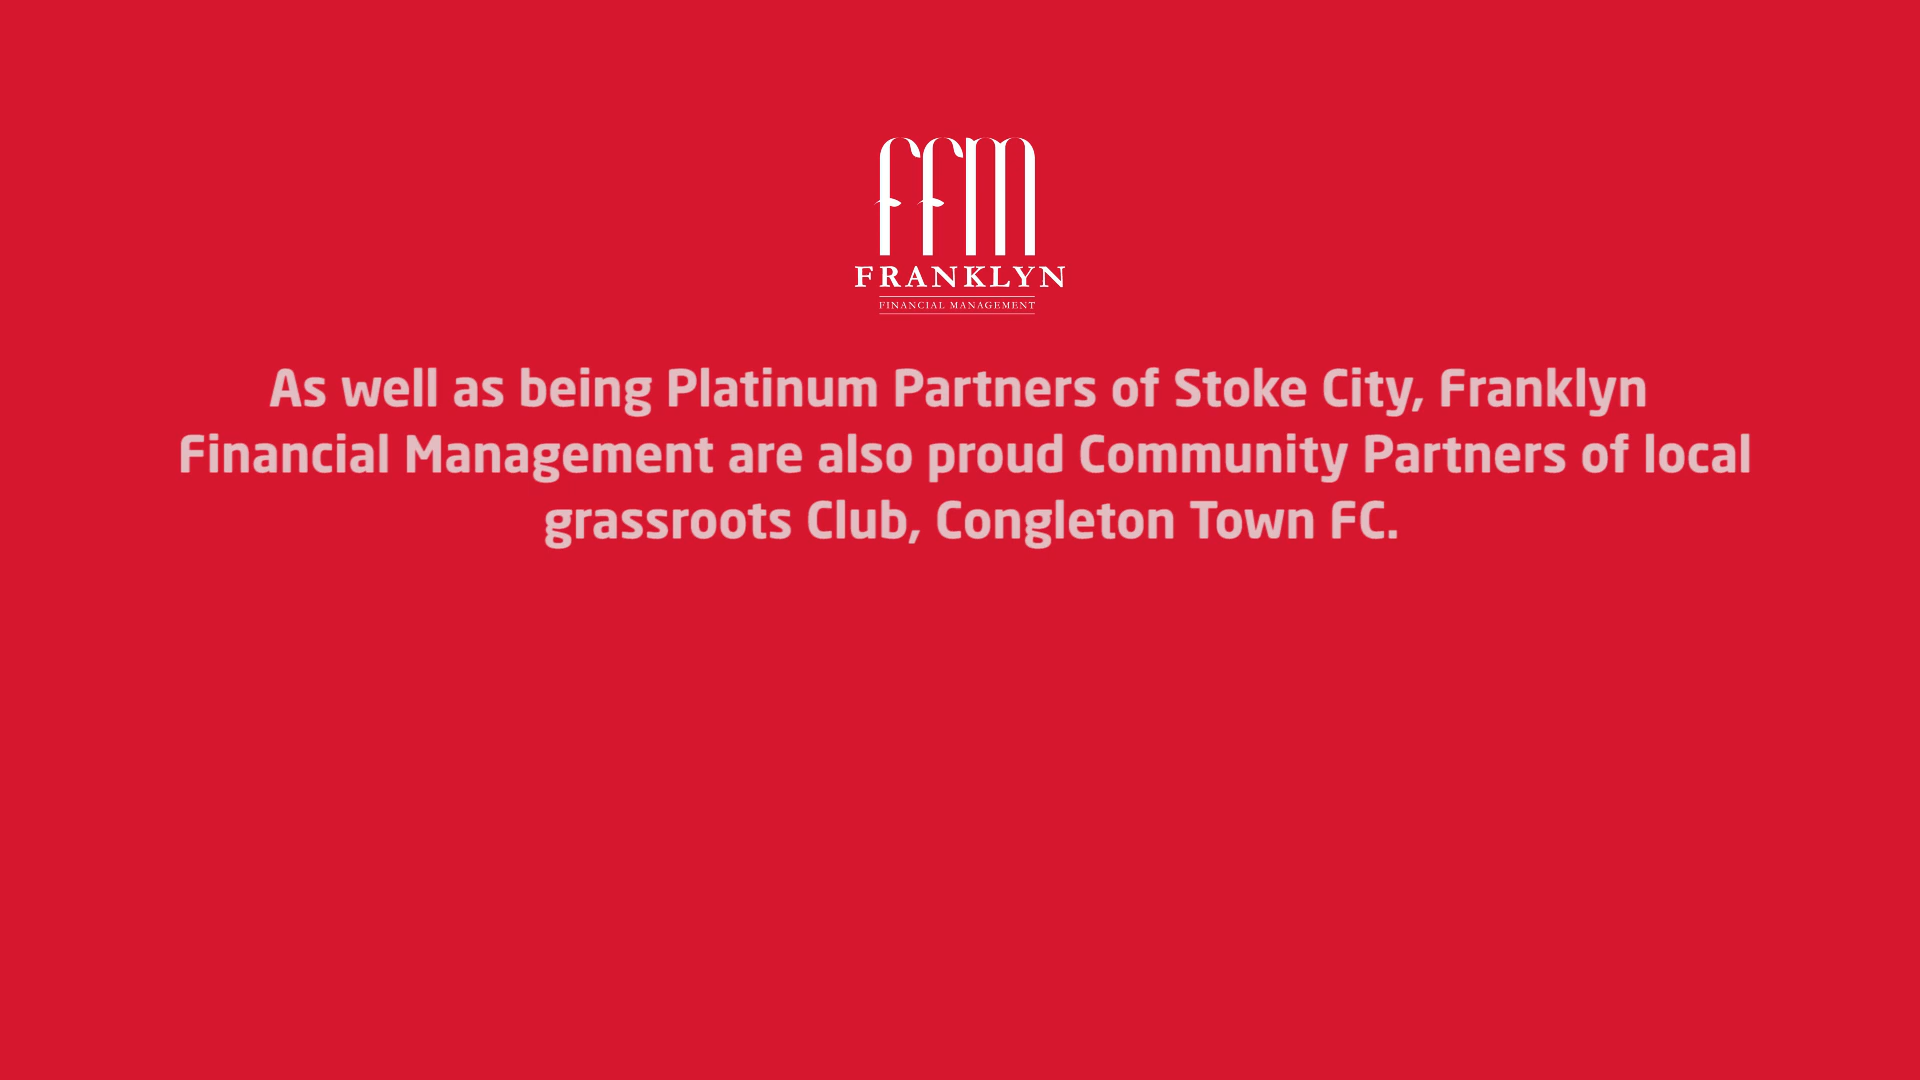 ffm
FRANKLYN
FINANCIAL MANAGEMENT
As well as being Platinum Partners of Stoke City, Franklyn
Financial Management are also proud Community Partners of local
grassroots Club, Congleton Town FC.